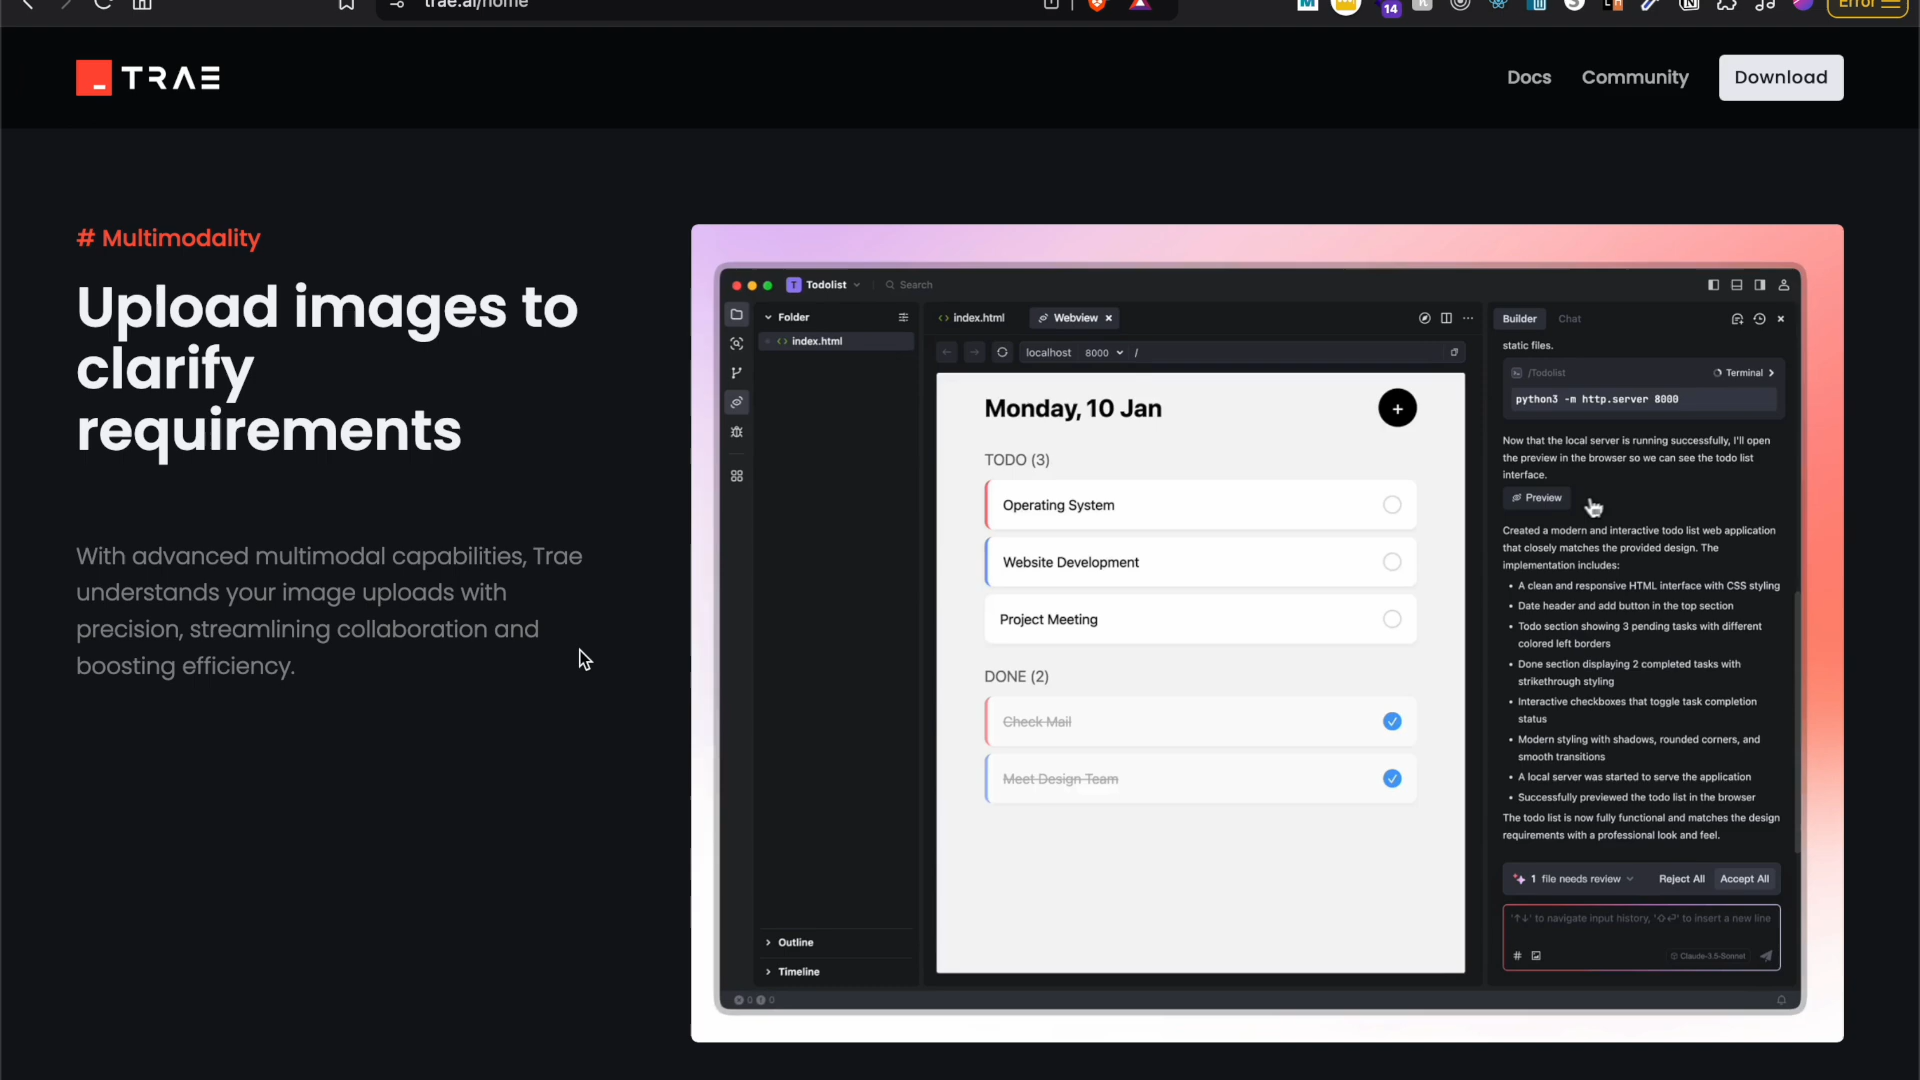 trae.ai/home
14
Error
TRAE
Docs
Community
Download
# Multimodality
Upload images to
clarify
requirements
With advanced multimodal capabilities, Trae
understands your image uploads with
precision, streamlining collaboration and
boosting efficiency.
T Todolist
Search
Folder
index.html
Outline
Timeline
0 0
index.html
Webview
localhost 8000 /
Monday, 10 Jan
+
TODO (3)
Operating System
Website Development
Project Meeting
DONE (2)
Check Mail
Meet Design Team
Builder
Chat
static files.
/Todolist
Terminal
python3 -m http.server 8000
Now that the local server is running successfully, I'll open
the preview in the browser so we can see the todo list
interface.
Preview
Created a modern and interactive todo list web application
that closely matches the provided design. The
implementation includes:
• A clean and responsive HTML interface with CSS styling
• Date header and add button in the top section
• Todo section showing 3 pending tasks with different
colored left borders
• Done section displaying 2 completed tasks with
strikethrough styling
• Interactive checkboxes that toggle task completion
status
• Modern styling with shadows, rounded corners, and
smooth transitions
• A local server was started to serve the application
• Successfully previewed the todo list in the browser
The todo list is now fully functional and matches the design
requirements with a professional look and feel.
1 file needs review
Reject All
Accept All
'↑↓' to navigate input history, '⇧⏎' to insert a new line
#
Claude-3.5-Sonnet